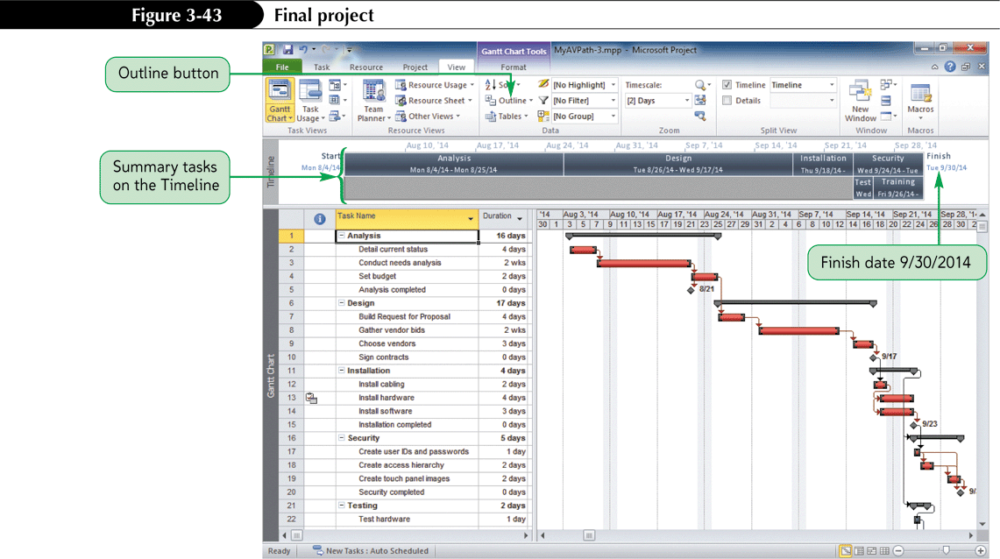 Figure 3-43 Final project
Outline button
Summary tasks
on the Timeline
Finish date 9/30/2014
Gantt Chart Tools MyAVPath-3.mpp - Microsoft Project
File Task Resource Project View Format
Gantt
Chart
Task
Usage
Task Views
Team
Planner
Resource Usage
Resource Sheet
Other Views
Resource Views
Outline
Tables
[No Highlight]
[No Filter]
[No Group]
Data
Timescale:
[2] Days
Zoom
Timeline Timeline
Details
Split View
New
Window
Window
Macros
Macros
Timeline
Aug 10, '14 Aug 17, '14 Aug 24, '14 Aug 31, '14 Sep 7, '14 Sep 14, '14 Sep 21, '14 Sep 28, '14
Start
Mon 8/4/14
Analysis
Mon 8/4/14 - Mon 8/25/14
Design
Tue 8/26/14 - Wed 9/17/14
Installation
Thu 9/18/14 -
Security
Wed 9/24/14 - Tue
Test
Wed
Training
Fri 9/26/14 -
Finish
Tue 9/30/14
Gantt Chart
Task Name Duration
'14 Aug 3, '14 Aug 10, '14 Aug 17, '14 Aug 24, '14 Aug 31, '14 Sep 7, '14 Sep 14, '14 Sep 21, '14 Sep 28, '14
30 1 3 5 7 9 11 13 15 17 19 21 23 25 27 29 31 2 4 6 8 10 12 14 16 18 20 22 24 26 28 30 2
1 Analysis 16 days
2 Detail current status 4 days
3 Conduct needs analysis 2 wks
4 Set budget 2 days
5 Analysis completed 0 days 8/21
6 Design 17 days
7 Build Request for Proposal 4 days
8 Gather vendor bids 2 wks
9 Choose vendors 3 days
10 Sign contracts 0 days 9/17
11 Installation 4 days
12 Install cabling 2 days
13 Install hardware 4 days
14 Install software 3 days
15 Installation completed 0 days 9/23
16 Security 5 days
17 Create user IDs and passwords 1 day
18 Create access hierarchy 2 days
19 Create touch panel images 2 days
20 Security completed 0 days 9/
21 Testing 2 days
22 Test hardware 1 day
Ready New Tasks : Auto Scheduled